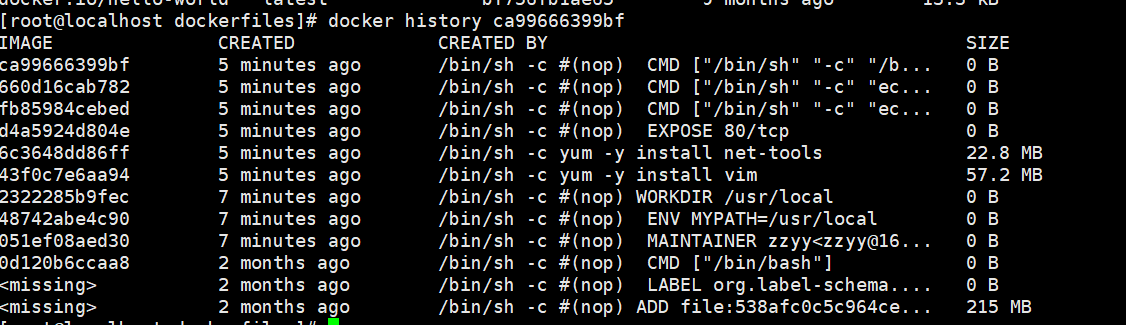 [root@localhost dockerfiles]# docker history ca99666399bf
IMAGE CREATED CREATED BY SIZE
ca99666399bf 5 minutes ago /bin/sh -c #(nop) CMD ["/bin/sh" "-c" "/b... 0 B
660d16cab782 5 minutes ago /bin/sh -c #(nop) CMD ["/bin/sh" "-c" "ec... 0 B
fb85984cebed 5 minutes ago /bin/sh -c #(nop) CMD ["/bin/sh" "-c" "ec... 0 B
d4a5924d804e 5 minutes ago /bin/sh -c #(nop) EXPOSE 80/tcp 0 B
6c3648dd86ff 5 minutes ago /bin/sh -c yum -y install net-tools 22.8 MB
43f0c7e6aa94 5 minutes ago /bin/sh -c yum -y install vim 57.2 MB
2322285b9fec 7 minutes ago /bin/sh -c #(nop) WORKDIR /usr/local 0 B
48742abe4c90 7 minutes ago /bin/sh -c #(nop) ENV MYPATH=/usr/local 0 B
051ef08aed30 7 minutes ago /bin/sh -c #(nop) MAINTAINER zzyy<zzyy@16... 0 B
0d120b6ccaa8 2 months ago /bin/sh -c #(nop) CMD ["/bin/bash"] 0 B
<missing> 2 months ago /bin/sh -c #(nop) LABEL org.label-schema.... 0 B
<missing> 2 months ago /bin/sh -c #(nop) ADD file:538afc0c5c964ce... 215 MB